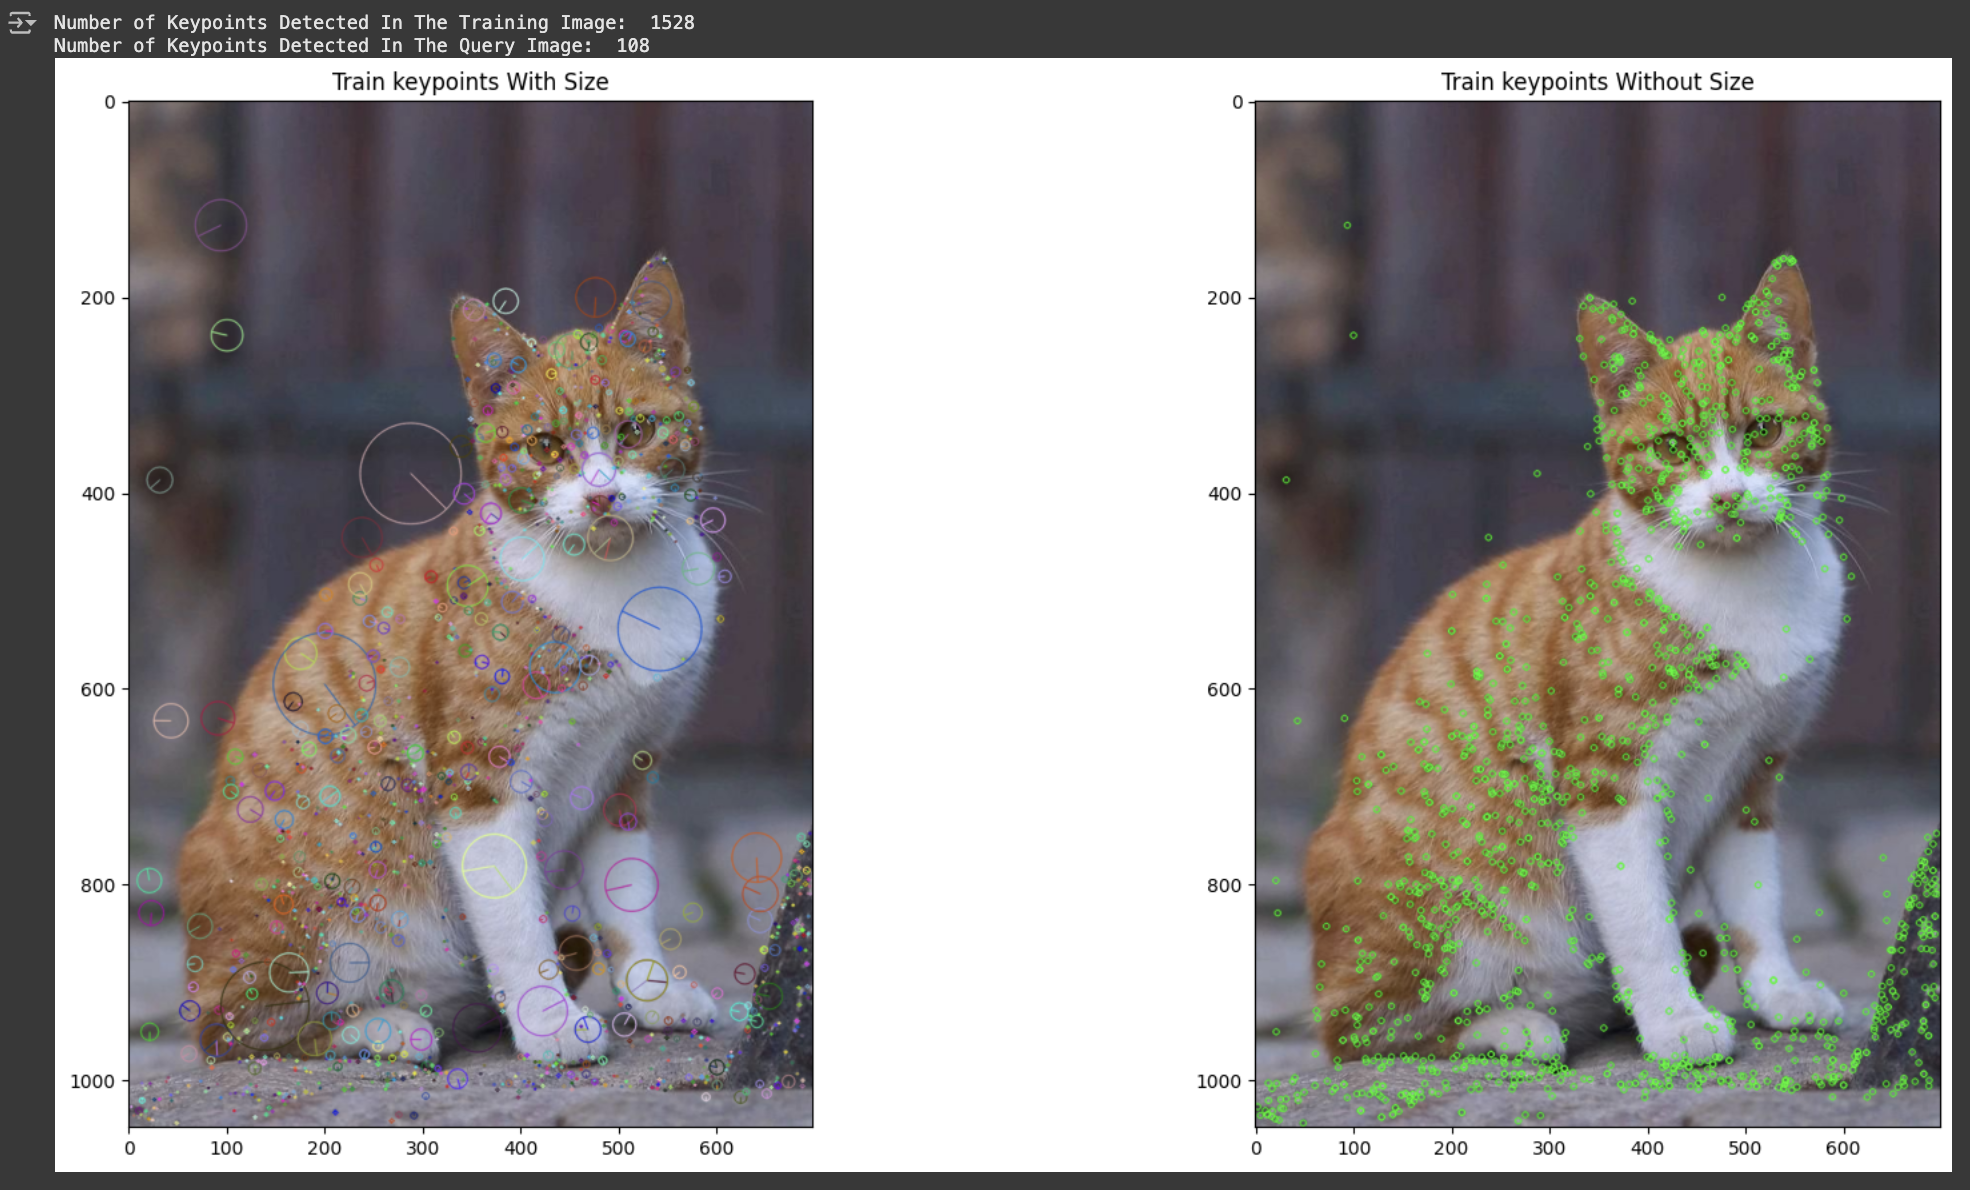 Number of Keypoints Detected In The Training Image:  1528
Number of Keypoints Detected In The Query Image:  108
Train keypoints With Size
0
200
400
600
800
1000
0 100 200 300 400 500 600
Train keypoints Without Size
0
200
400
600
800
1000
0 100 200 300 400 500 600